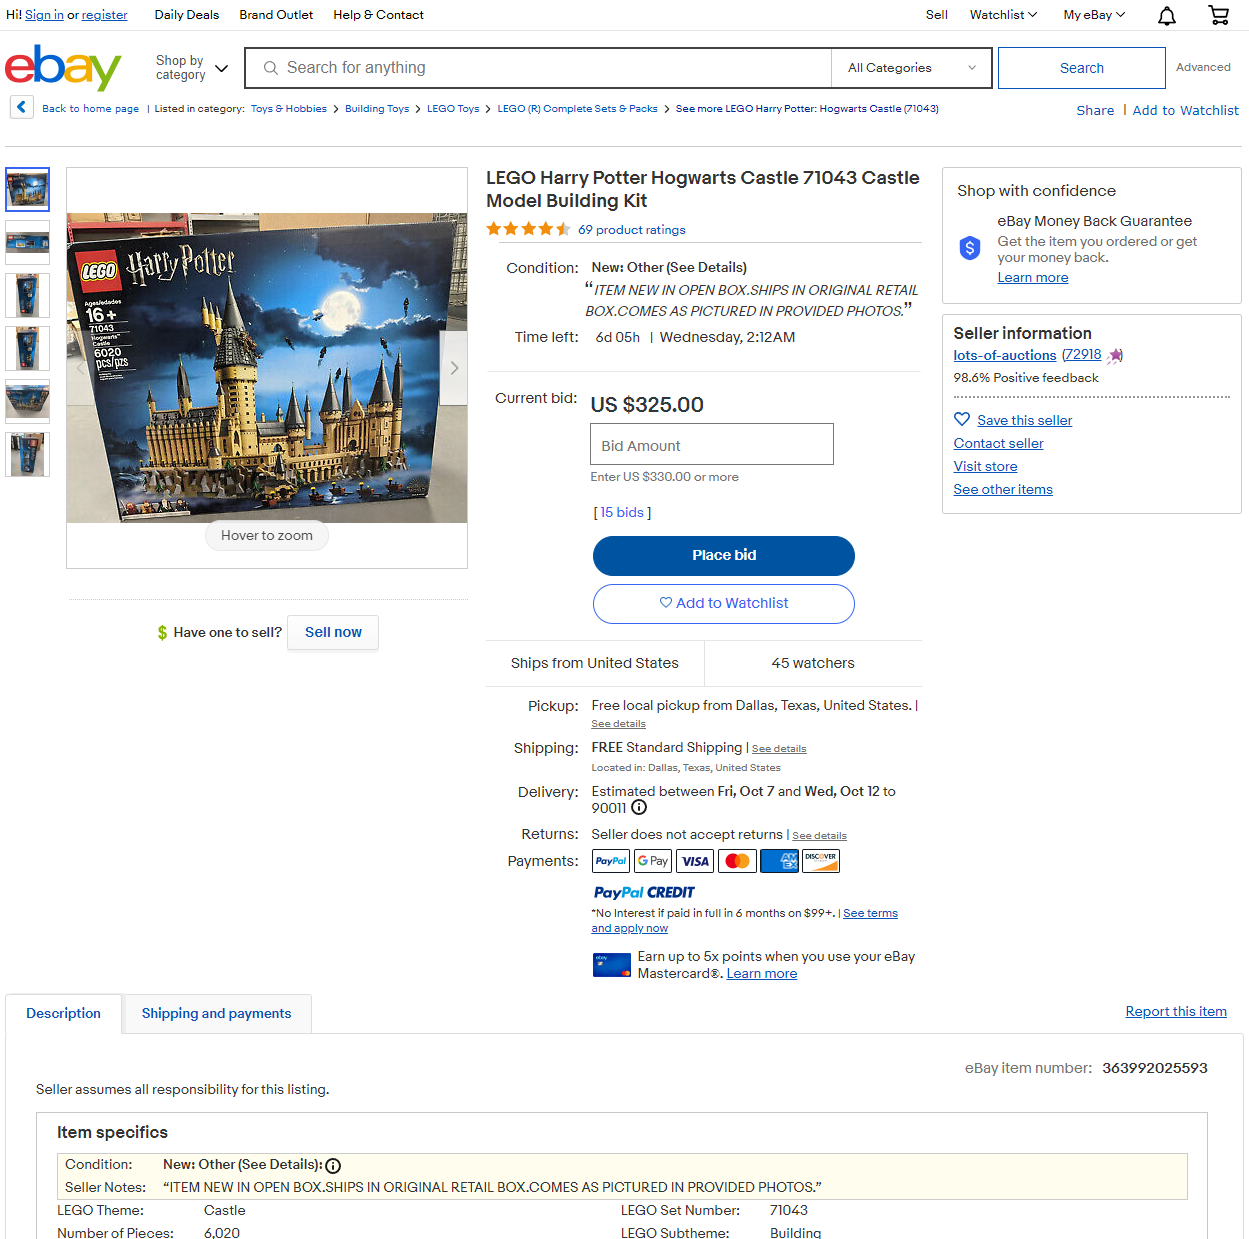 Hi! Sign in or register Daily Deals Brand Outlet Help & Contact Sell Watchlist My eBay
ebay
Shop by category
Search for anything
All Categories
Search
Advanced
Back to home page | Listed in category: Toys & Hobbies > Building Toys > LEGO Toys > LEGO (R) Complete Sets & Packs > See more LEGO Harry Potter: Hogwarts Castle (71043)
Share | Add to Watchlist
LEGO
Harry Potter
Ages/edades
16+
71043
Hogwarts™
Castle
6020
pcs/pzs
Hover to zoom
$ Have one to sell? Sell now
LEGO Harry Potter Hogwarts Castle 71043 Castle
Model Building Kit
69 product ratings
Condition: New: Other (See Details)
“ITEM NEW IN OPEN BOX.SHIPS IN ORIGINAL RETAIL
BOX.COMES AS PICTURED IN PROVIDED PHOTOS.”
Time left: 6d 05h | Wednesday, 2:12AM
Current bid: US $325.00
Bid Amount
Enter US $330.00 or more
[ 15 bids ]
Place bid
Add to Watchlist
Ships from United States
45 watchers
Pickup: Free local pickup from Dallas, Texas, United States. |
See details
Shipping: FREE Standard Shipping | See details
Located in: Dallas, Texas, United States
Delivery: Estimated between Fri, Oct 7 and Wed, Oct 12 to
90011
Returns: Seller does not accept returns | See details
Payments: PayPal G Pay VISA AMEX DISCOVER
PayPal CREDIT
*No Interest if paid in full in 6 months on $99+. | See terms
and apply now
ebay
Earn up to 5x points when you use your eBay
Mastercard®. Learn more
Shop with confidence
eBay Money Back Guarantee
$
Get the item you ordered or get
your money back.
Learn more
Seller information
lots-of-auctions (72918)
98.6% Positive feedback
Save this seller
Contact seller
Visit store
See other items
Description
Shipping and payments
Report this item
eBay item number: 363992025593
Seller assumes all responsibility for this listing.
Item specifics
Condition: New: Other (See Details):
Seller Notes: “ITEM NEW IN OPEN BOX.SHIPS IN ORIGINAL RETAIL BOX.COMES AS PICTURED IN PROVIDED PHOTOS.”
LEGO Theme: Castle LEGO Set Number: 71043
Number of Pieces: 6,020 LEGO Subtheme: Building